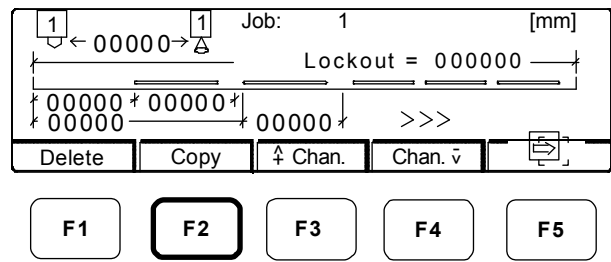 1 1 Job: 1 [mm]
← 00000→
Lockout = 000000
00000 00000
00000 00000 >>>
Delete Copy ⍏ Chan. Chan. v̄ ⇨
F1 F2 F3 F4 F5